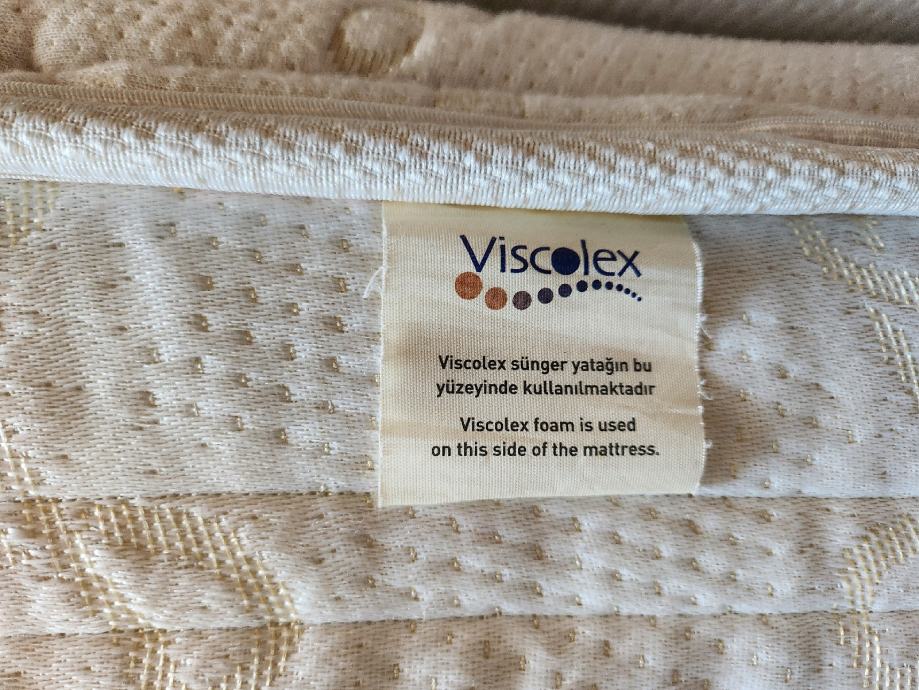 Viscolex
Viscolex sünger yatağın bu
yüzeyinde kullanılmaktadır
Viscolex foam is used
on this side of the mattress.